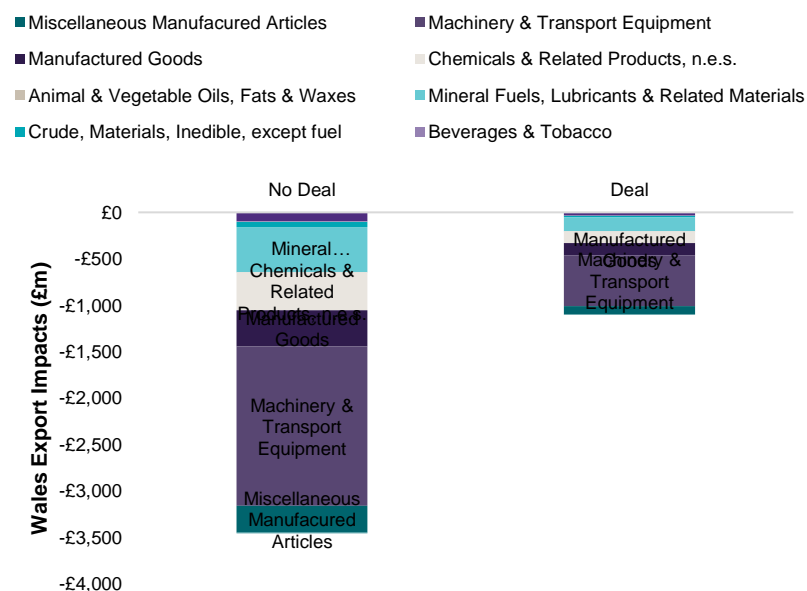 Miscellaneous Manufacured Articles
Machinery & Transport Equipment
Manufactured Goods
Chemicals & Related Products, n.e.s.
Animal & Vegetable Oils, Fats & Waxes
Mineral Fuels, Lubricants & Related Materials
Crude, Materials, Inedible, except fuel
Beverages & Tobacco
No Deal
Deal
£0
-£500
-£1,000
-£1,500
-£2,000
-£2,500
-£3,000
-£3,500
-£4,000
Wales Export Impacts (£m)
Mineral…
Chemicals &
Related
Products, n.e.s.
Manufactured
Goods
Machinery &
Transport
Equipment
Miscellaneous
Manufacured
Articles
Manufactured
Goods
Machinery &
Transport
Equipment